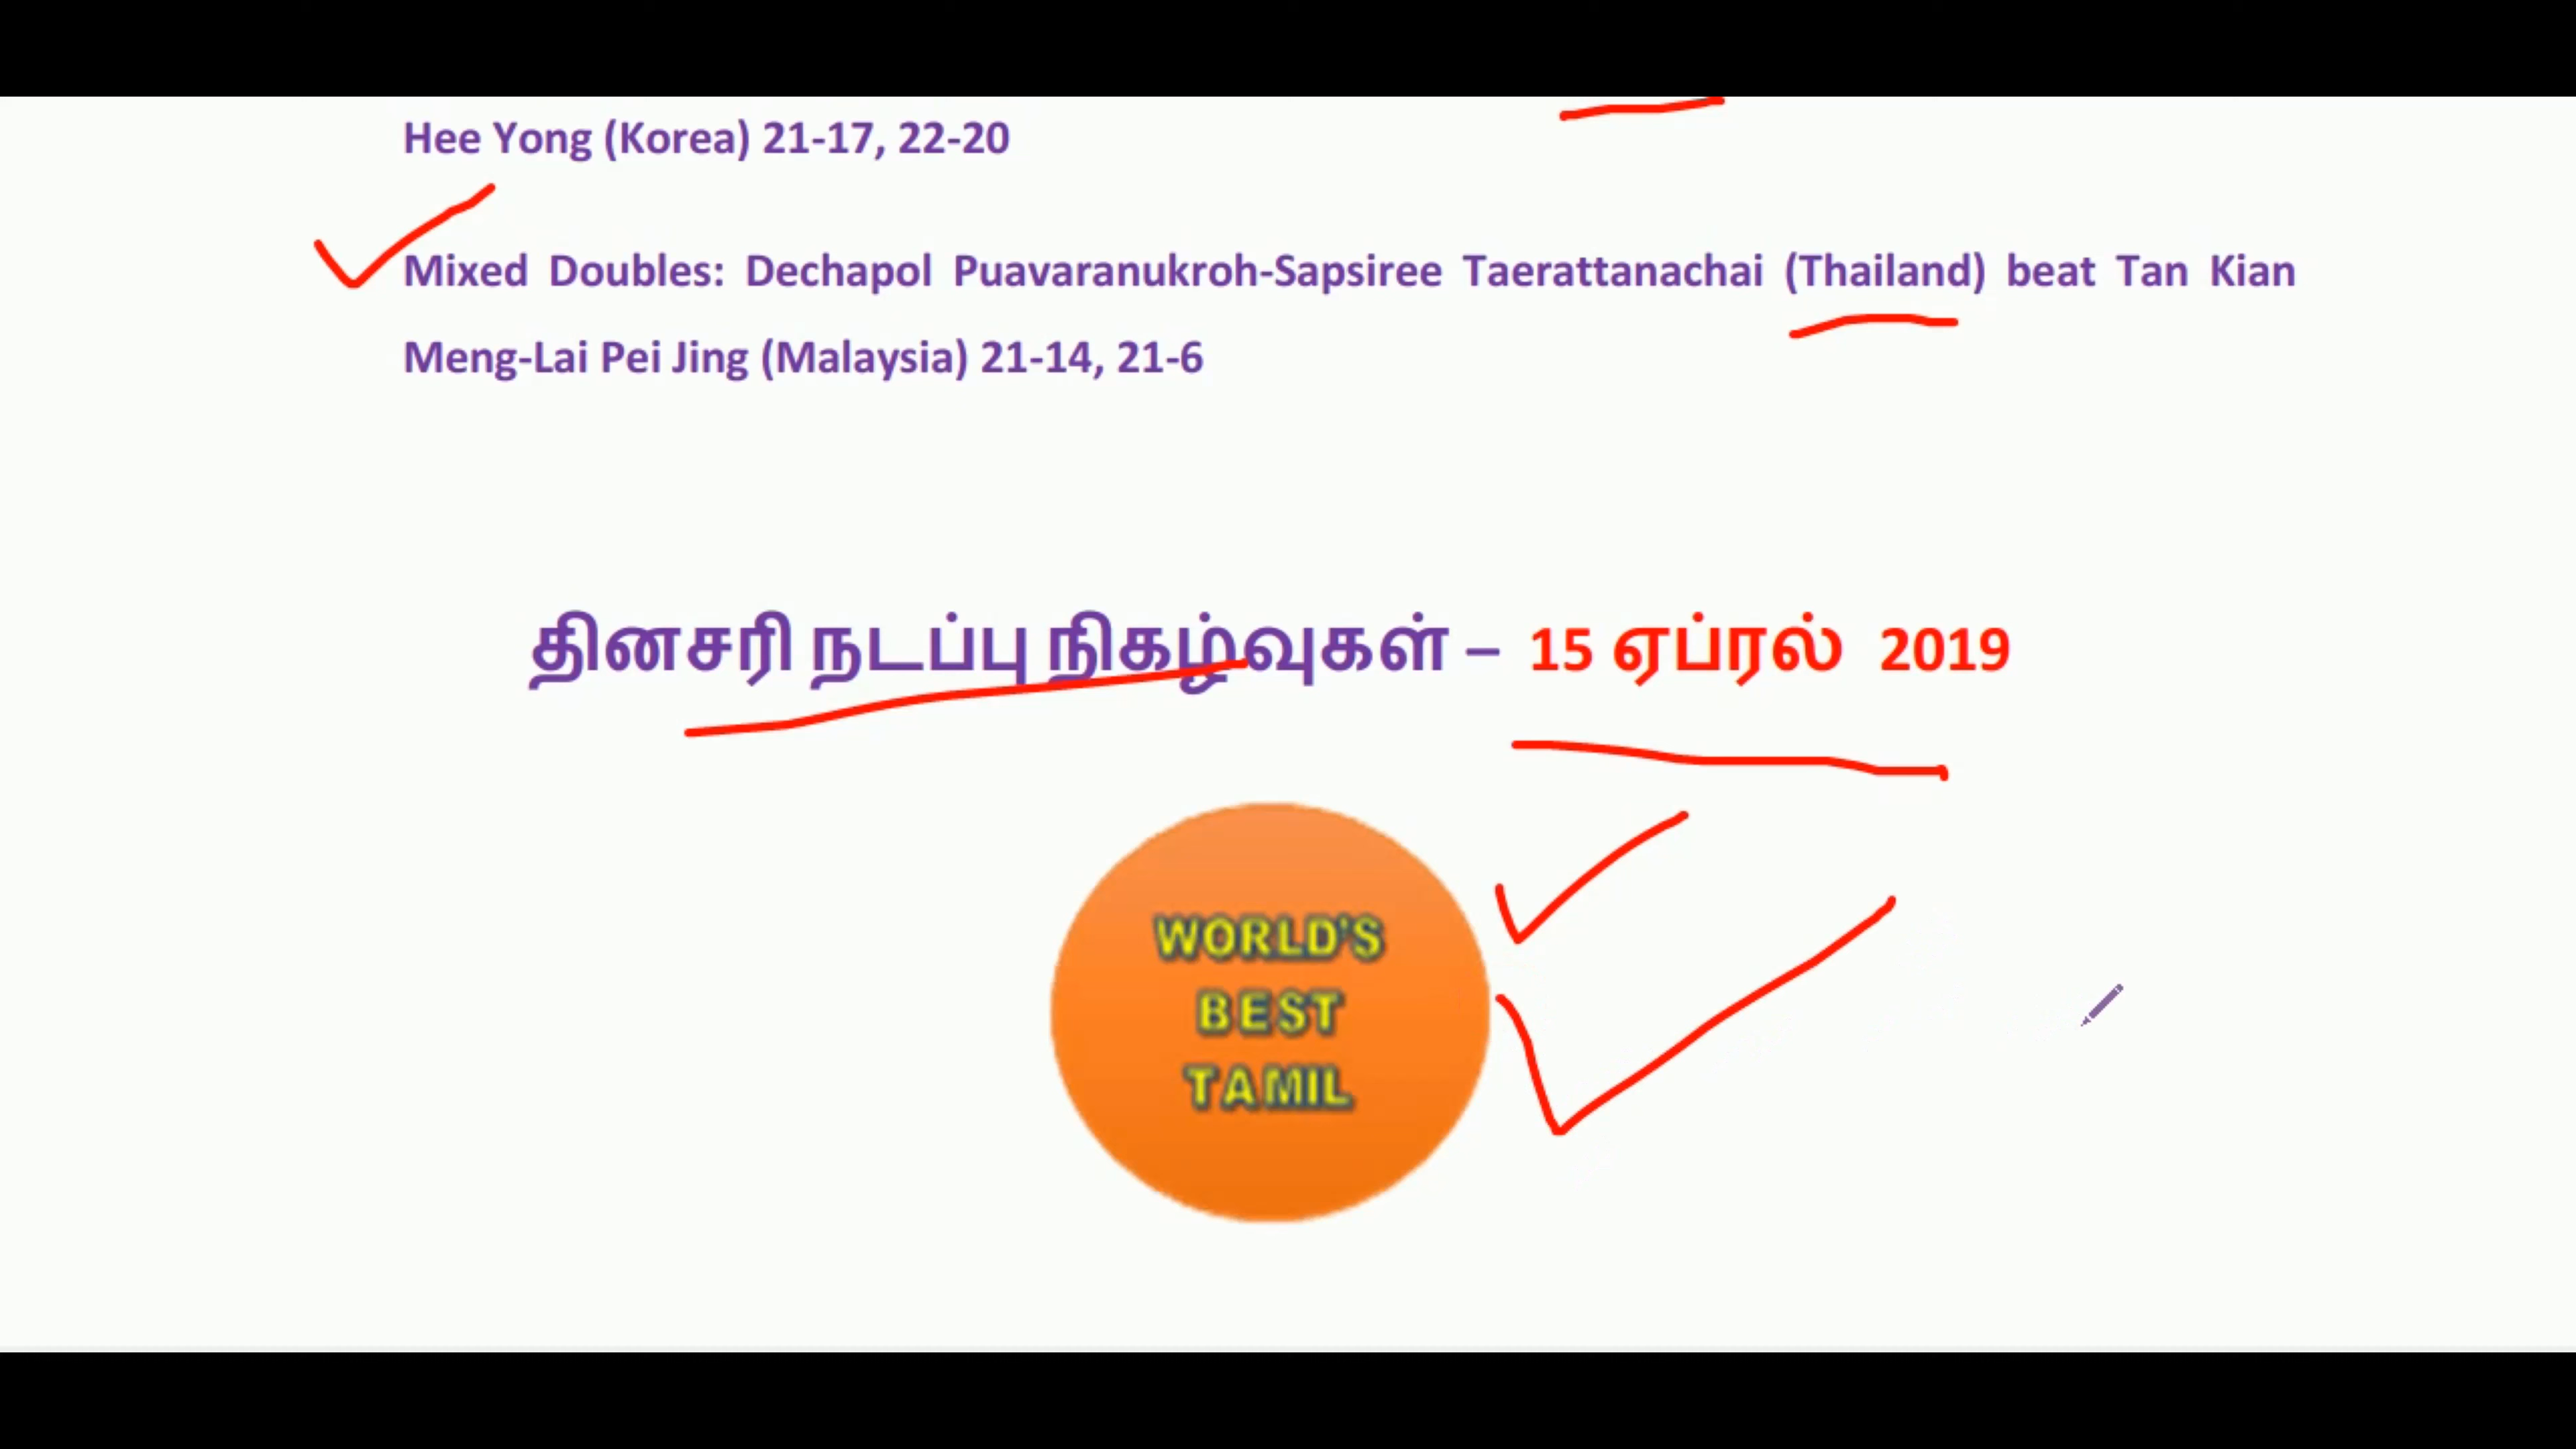 Hee Yong (Korea) 21-17, 22-20
Mixed Doubles: Dechapol Puavaranukroh-Sapsiree Taerattanachai (Thailand) beat Tan Kian
Meng-Lai Pei Jing (Malaysia) 21-14, 21-6
தினசரி நடப்பு நிகழ்வுகள் – 15 ஏப்ரல் 2019
WORLD'S
BEST
TAMIL